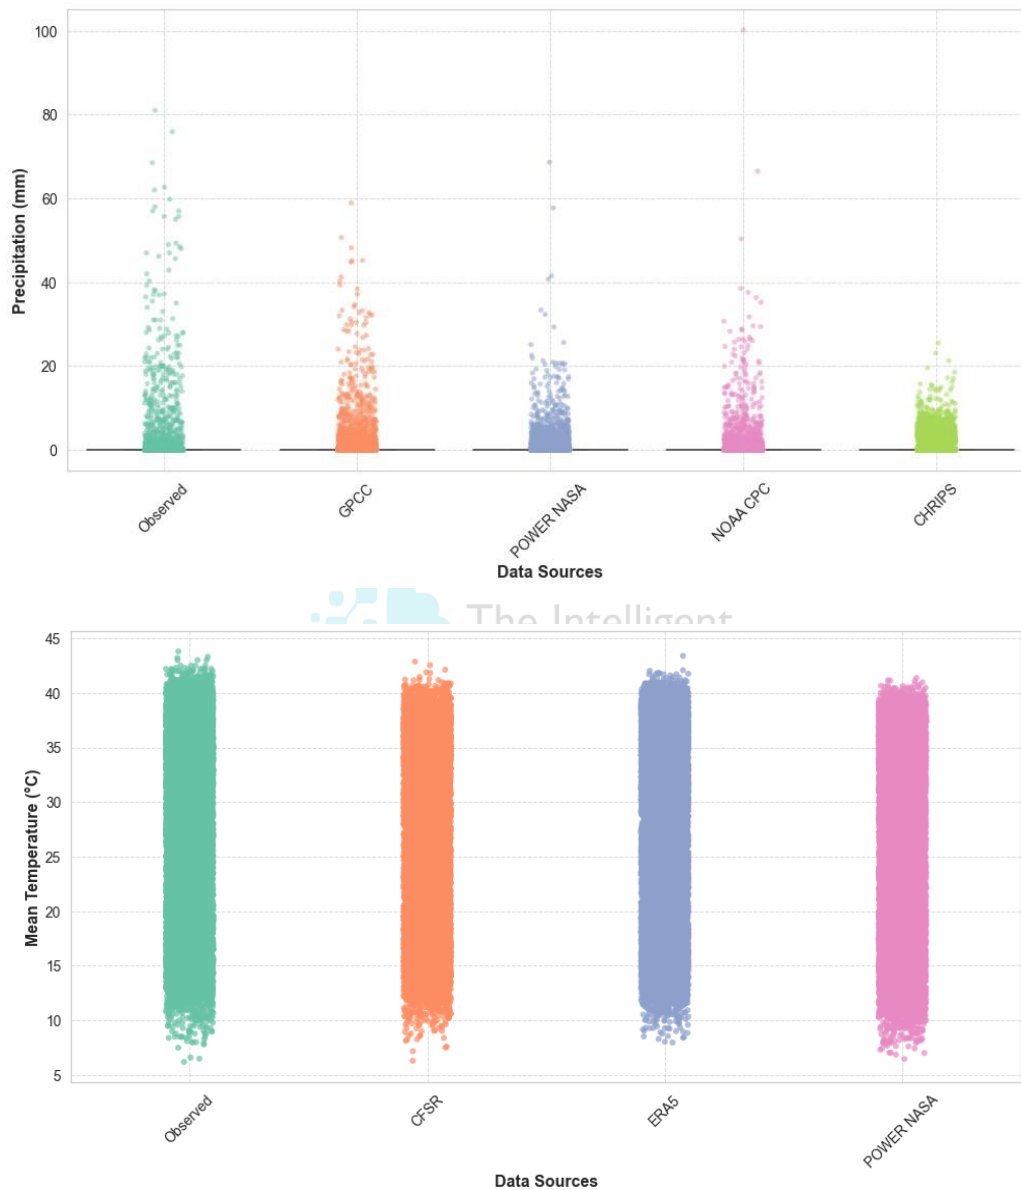 100
80
60
40
20
0
Precipitation (mm)
Observed
GPCC
POWER NASA
NOAA CPC
CHRIPS
Data Sources
The Intelligent
45
40
35
30
25
20
15
10
5
Mean Temperature (°C)
Observed
CFSR
ERA5
POWER NASA
Data Sources